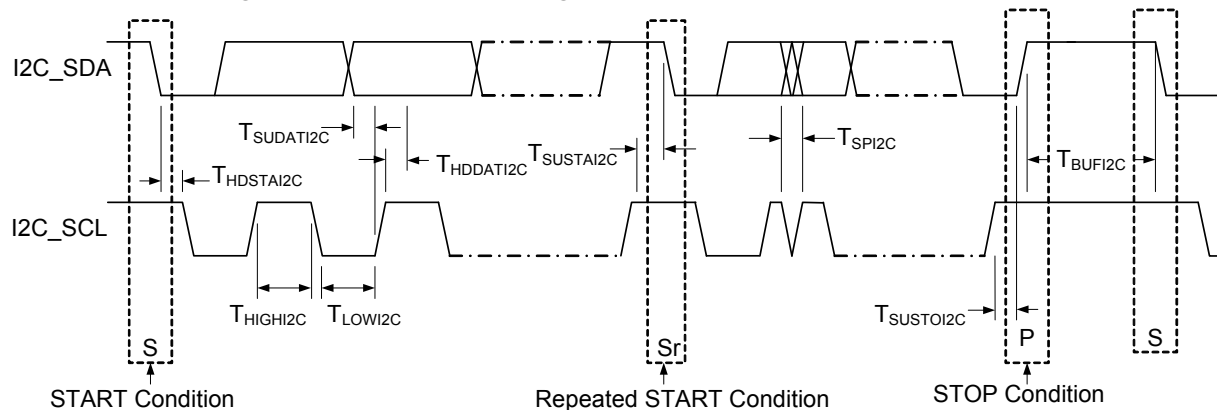 I2C_SDA
T_SUDATI2C
T_HDSTAI2C
T_HDDATI2C
T_SUSTAI2C
T_SPI2C
T_BUFI2C
I2C_SCL
T_HIGHI2C
T_LOWI2C
T_SUSTOI2C
S
Sr
P
S
START Condition
Repeated START Condition
STOP Condition